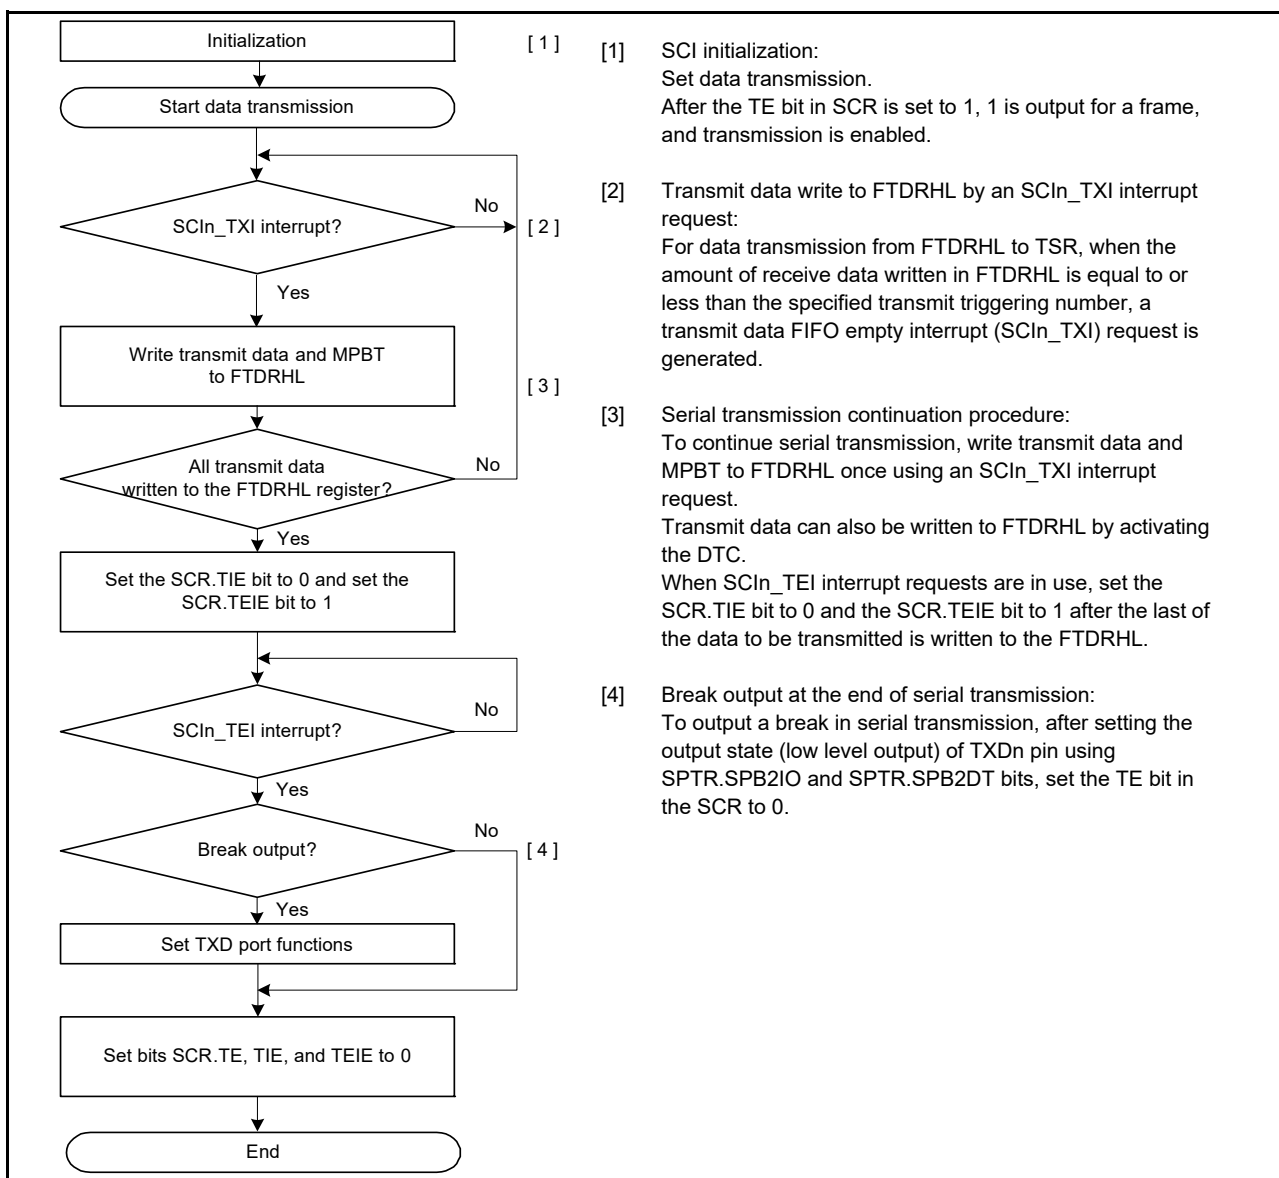 Initialization
[ 1 ]
Start data transmission
SCIn_TXI interrupt?
No
[ 2 ]
Yes
Write transmit data and MPBT
to FTDRHL
[ 3 ]
All transmit data
written to the FTDRHL register?
No
Yes
Set the SCR.TIE bit to 0 and set the
SCR.TEIE bit to 1
SCIn_TEI interrupt?
No
Yes
Break output?
No
[ 4 ]
Yes
Set TXD port functions
Set bits SCR.TE, TIE, and TEIE to 0
End
[1] SCI initialization:
Set data transmission.
After the TE bit in SCR is set to 1, 1 is output for a frame,
and transmission is enabled.
[2] Transmit data write to FTDRHL by an SCIn_TXI interrupt
request:
For data transmission from FTDRHL to TSR, when the
amount of receive data written in FTDRHL is equal to or
less than the specified transmit triggering number, a
transmit data FIFO empty interrupt (SCIn_TXI) request is
generated.
[3] Serial transmission continuation procedure:
To continue serial transmission, write transmit data and
MPBT to FTDRHL once using an SCIn_TXI interrupt
request.
Transmit data can also be written to FTDRHL by activating
the DTC.
When SCIn_TEI interrupt requests are in use, set the
SCR.TIE bit to 0 and the SCR.TEIE bit to 1 after the last of
the data to be transmitted is written to the FTDRHL.
[4] Break output at the end of serial transmission:
To output a break in serial transmission, after setting the
output state (low level output) of TXDn pin using
SPTR.SPB2IO and SPTR.SPB2DT bits, set the TE bit in
the SCR to 0.